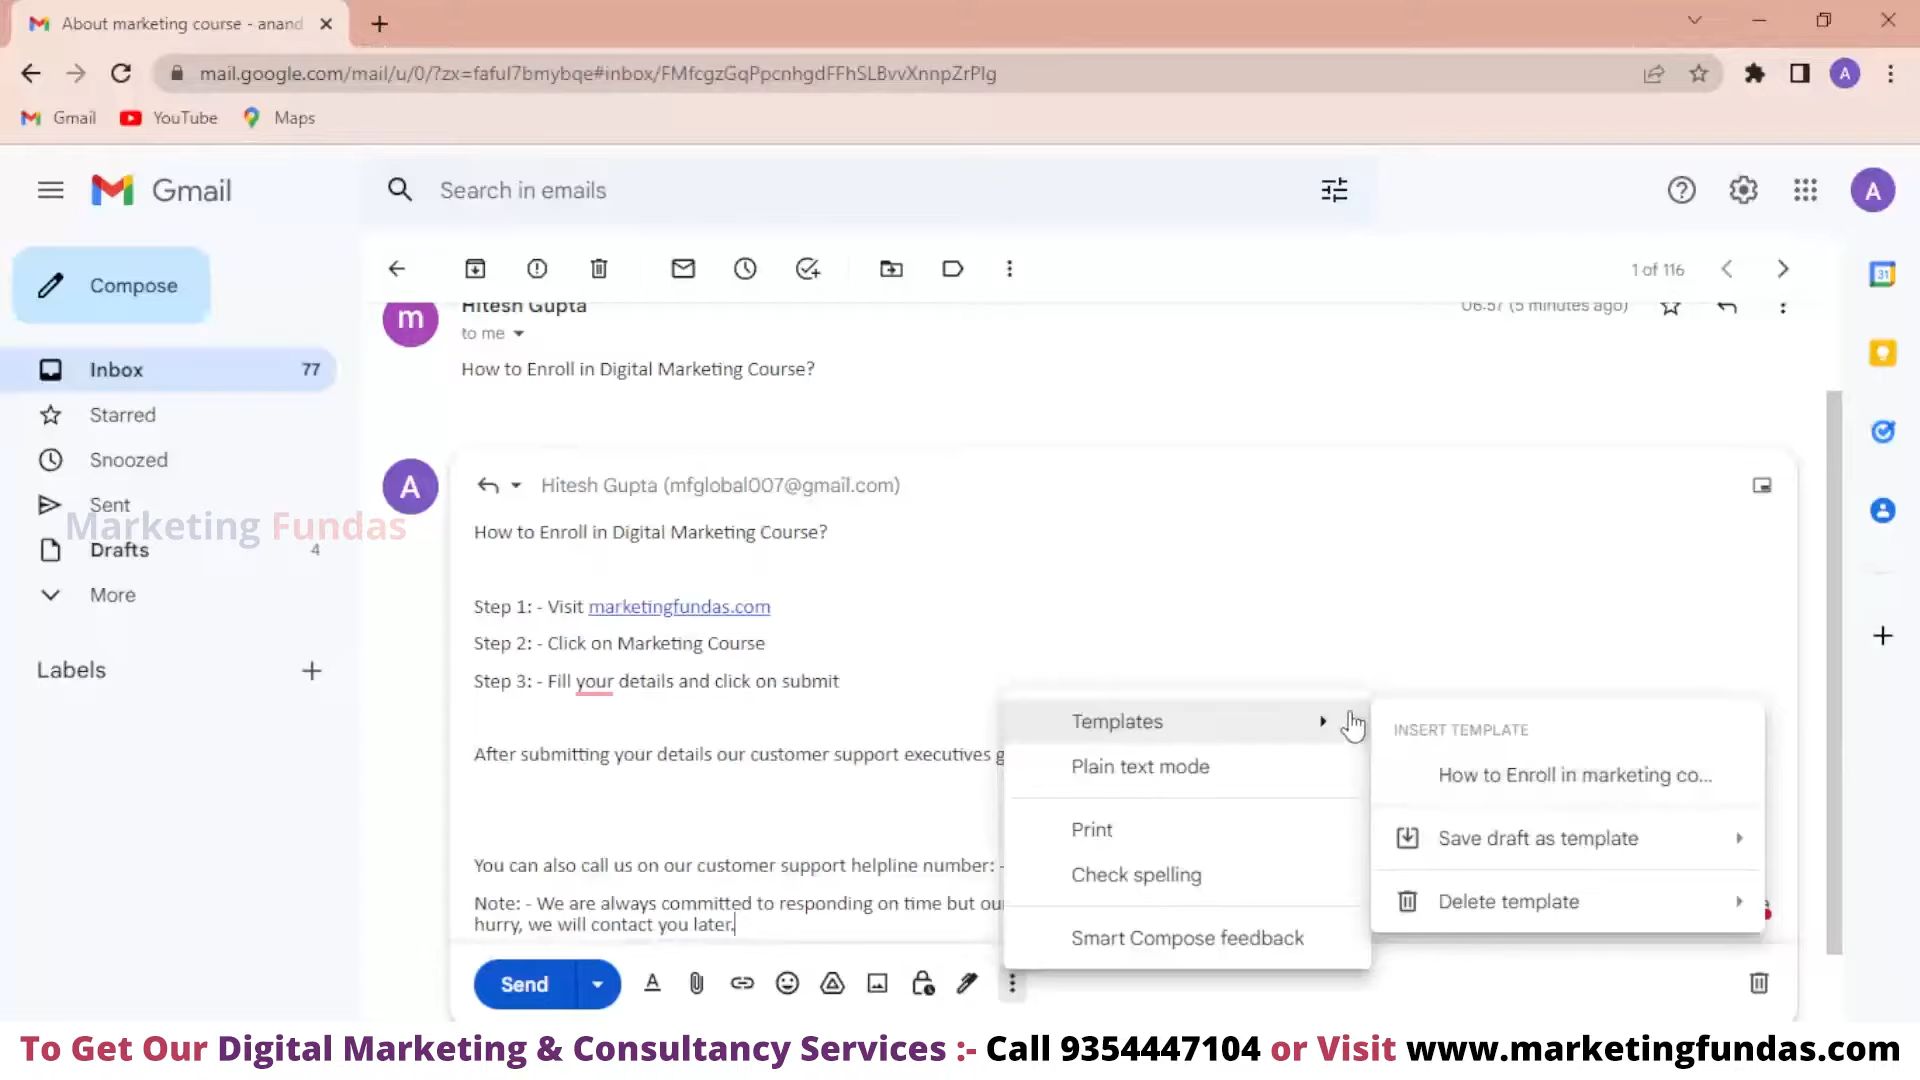 About marketing course - anand
mail.google.com/mail/u/0/?zx=faful7bmybqe#inbox/FMfcgzGqPpcnhgdFFhSLBvvXnnpZrPlg
A
Gmail
YouTube
Maps
Gmail
Search in emails
A
Compose
1 of 116
31
m
Hitesh Gupta
06:57 (5 minutes ago)
to me
How to Enroll in Digital Marketing Course?
Inbox
77
Starred
Snoozed
Sent
Marketing Fundas
Drafts
4
More
Labels
A
Hitesh Gupta (mfglobal007@gmail.com)
How to Enroll in Digital Marketing Course?
Step 1: - Visit marketingfundas.com
Step 2: - Click on Marketing Course
Step 3: - Fill your details and click on submit
After submitting your details our customer support executives
You can also call us on our customer support helpline number: -
Note: - We are always committed to responding on time but
hurry, we will contact you later.
Templates
Plain text mode
Print
Check spelling
Smart Compose feedback
INSERT TEMPLATE
How to Enroll in marketing co...
Save draft as template
Delete template
Send
To Get Our Digital Marketing & Consultancy Services :- Call 9354447104 or Visit www.marketingfundas.com